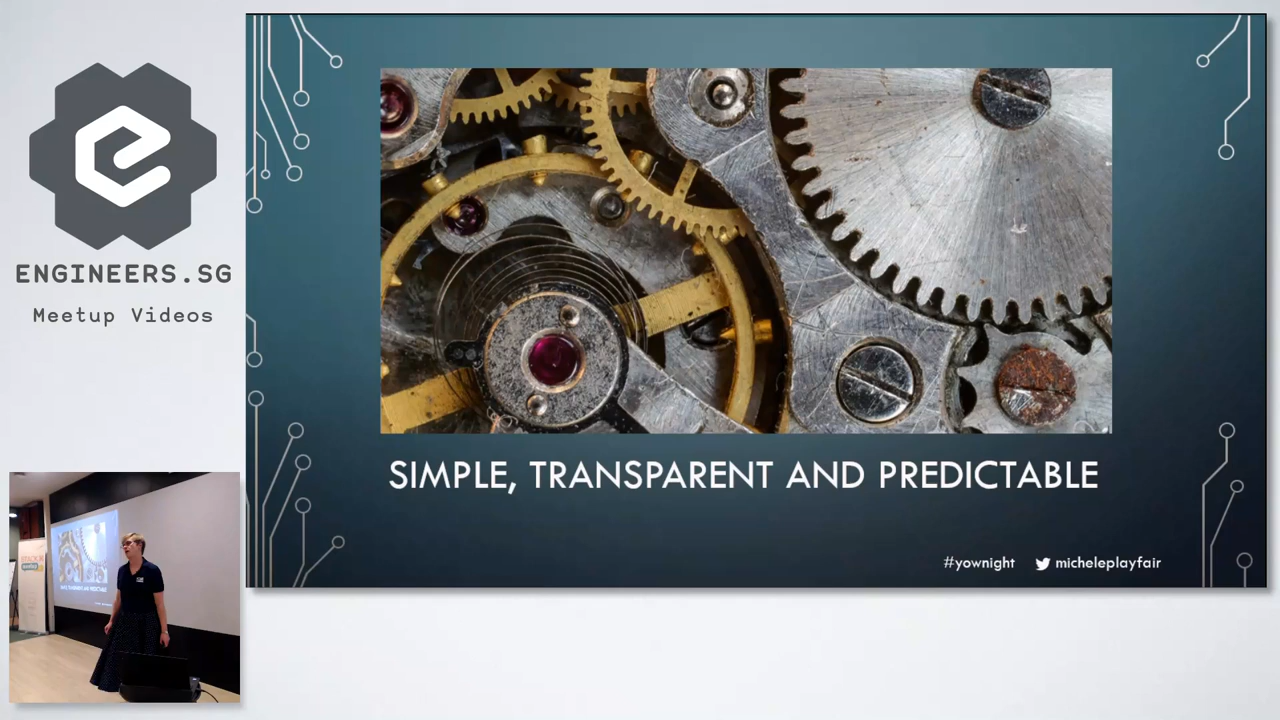 ENGINEERS.SG
Meetup Videos
SIMPLE, TRANSPARENT AND PREDICTABLE
#yownight
micheleplayfair